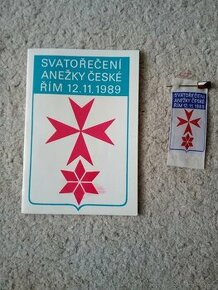 SVATOŘEČENÍ
ANEŽKY ČESKÉ
ŘÍM 12.11.1989
SVATOŘEČENÍ
ANEŽKY ČESKÉ
ŘÍM 12.11.1989